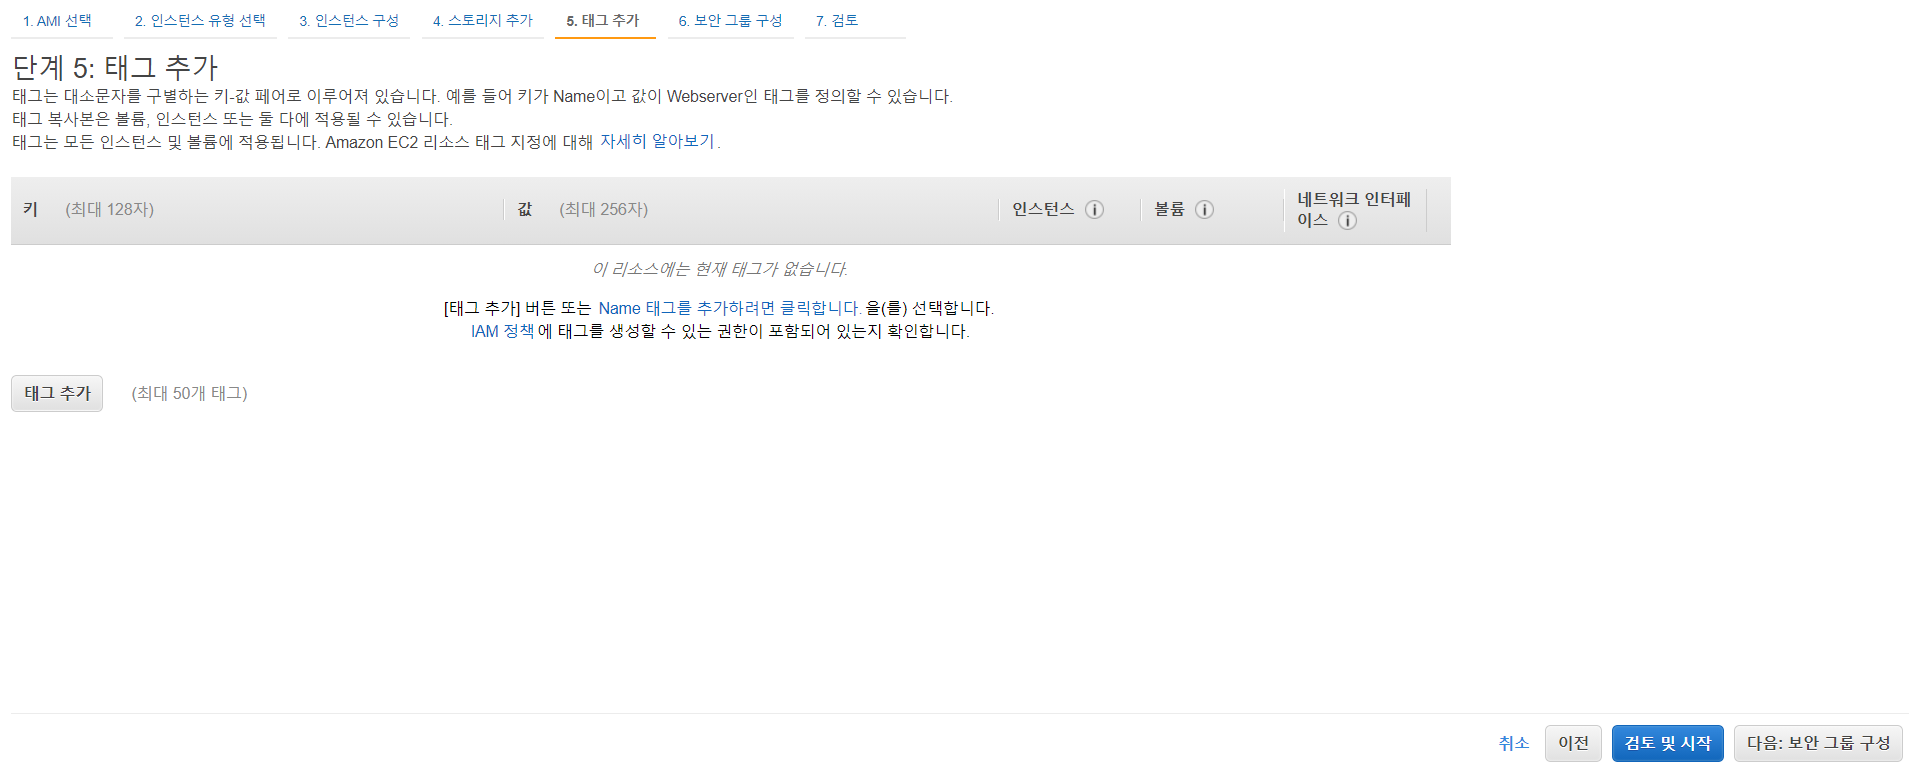 1. AMI 선택 2. 인스턴스 유형 선택 3. 인스턴스 구성 4. 스토리지 추가 5. 태그 추가 6. 보안 그룹 구성 7. 검토
단계 5: 태그 추가
태그는 대소문자를 구별하는 키-값 페어로 이루어져 있습니다. 예를 들어 키가 Name이고 값이 Webserver인 태그를 정의할 수 있습니다.
태그 복사본은 볼륨, 인스턴스 또는 둘 다에 적용될 수 있습니다.
태그는 모든 인스턴스 및 볼륨에 적용됩니다. Amazon EC2 리소스 태그 지정에 대해 자세히 알아보기.
키 (최대 128자) 값 (최대 256자) 인스턴스 i 볼륨 i 네트워크 인터페
이스 i
이 리소스에는 현재 태그가 없습니다.
[태그 추가] 버튼 또는 Name 태그를 추가하려면 클릭합니다. 을(를) 선택합니다.
IAM 정책에 태그를 생성할 수 있는 권한이 포함되어 있는지 확인합니다.
태그 추가 (최대 50개 태그)
취소 이전 검토 및 시작 다음: 보안 그룹 구성